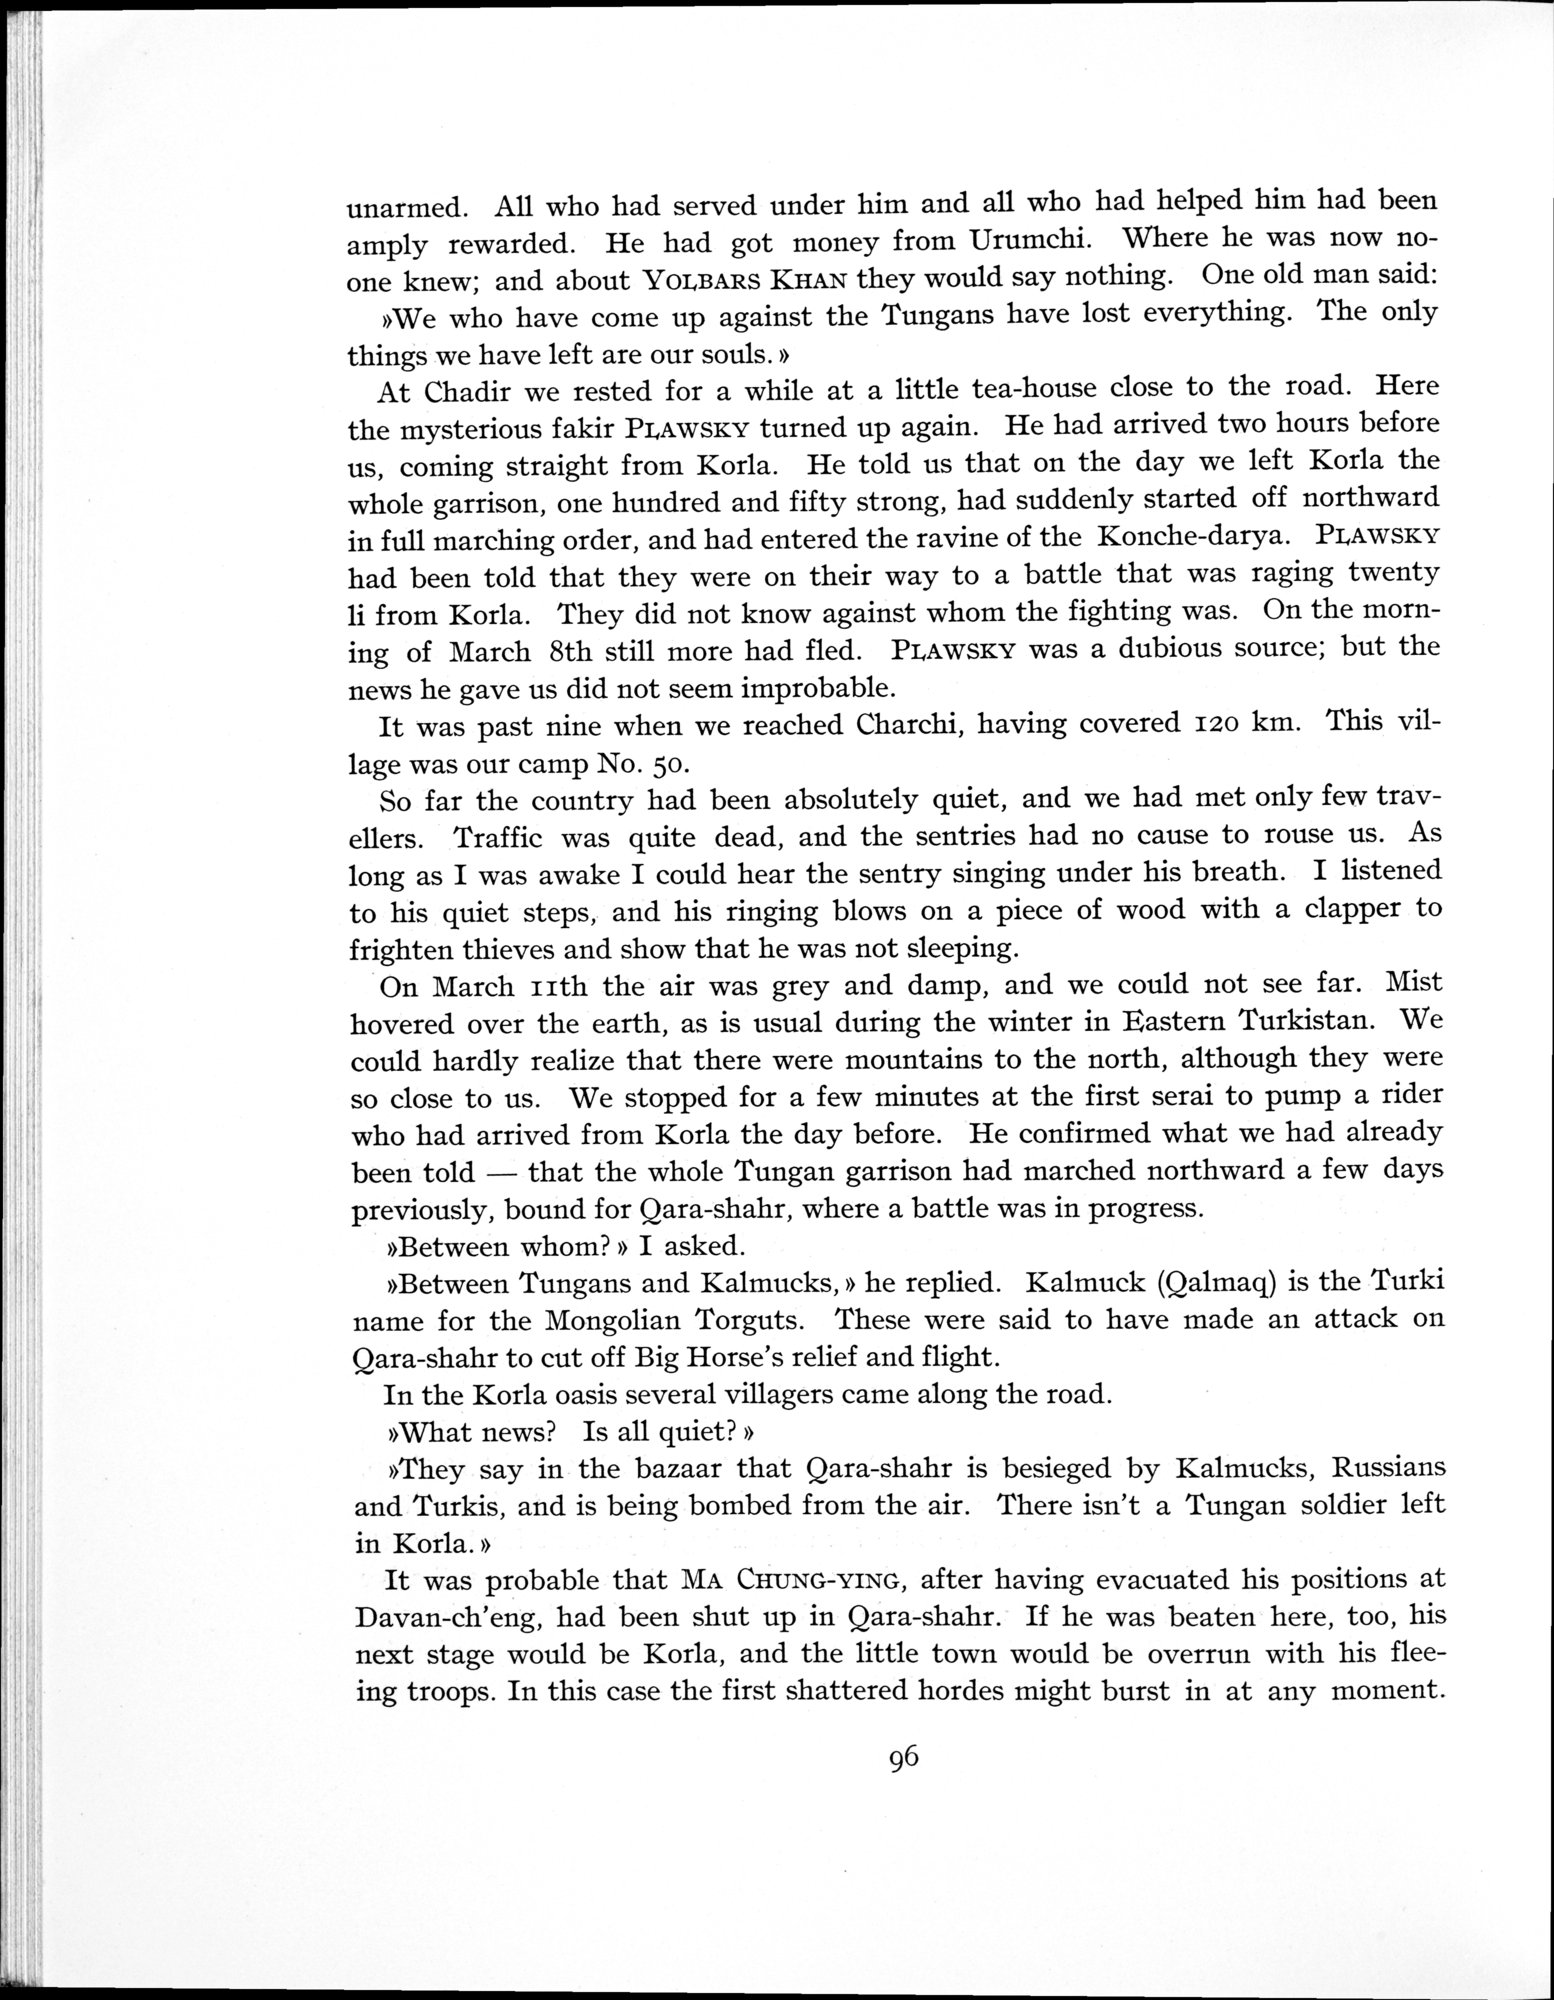 unarmed. All who had served under him and all who had helped him had been
amply rewarded. He had got money from Urumchi. Where he was now no-
one knew; and about YOLBARS KHAN they would say nothing. One old man said:
»We who have come up against the Tungans have lost everything. The only
things we have left are our souls.»
At Chadir we rested for a while at a little tea-house close to the road. Here
the mysterious fakir PLAWSKY turned up again. He had arrived two hours before
us, coming straight from Korla. He told us that on the day we left Korla the
whole garrison, one hundred and fifty strong, had suddenly started off northward
in full marching order, and had entered the ravine of the Konche-darya. PLAWSKY
had been told that they were on their way to a battle that was raging twenty
li from Korla. They did not know against whom the fighting was. On the morn-
ing of March 8th still more had fled. PLAWSKY was a dubious source; but the
news he gave us did not seem improbable.
It was past nine when we reached Charchi, having covered 120 km. This vil-
lage was our camp No. 50.
So far the country had been absolutely quiet, and we had met only few trav-
ellers. Traffic was quite dead, and the sentries had no cause to rouse us. As
long as I was awake I could hear the sentry singing under his breath. I listened
to his quiet steps, and his ringing blows on a piece of wood with a clapper to
frighten thieves and show that he was not sleeping.
On March 11th the air was grey and damp, and we could not see far. Mist
hovered over the earth, as is usual during the winter in Eastern Turkistan. We
could hardly realize that there were mountains to the north, although they were
so close to us. We stopped for a few minutes at the first serai to pump a rider
who had arrived from Korla the day before. He confirmed what we had already
been told — that the whole Tungan garrison had marched northward a few days
previously, bound for Qara-shahr, where a battle was in progress.
»Between whom?» I asked.
»Between Tungans and Kalmucks,» he replied. Kalmuck (Qalmaq) is the Turki
name for the Mongolian Torguts. These were said to have made an attack on
Qara-shahr to cut off Big Horse's relief and flight.
In the Korla oasis several villagers came along the road.
»What news? Is all quiet?»
»They say in the bazaar that Qara-shahr is besieged by Kalmucks, Russians
and Turkis, and is being bombed from the air. There isn't a Tungan soldier left
in Korla.»
It was probable that MA CHUNG-YING, after having evacuated his positions at
Davan-ch'eng, had been shut up in Qara-shahr. If he was beaten here, too, his
next stage would be Korla, and the little town would be overrun with his flee-
ing troops. In this case the first shattered hordes might burst in at any moment.
96